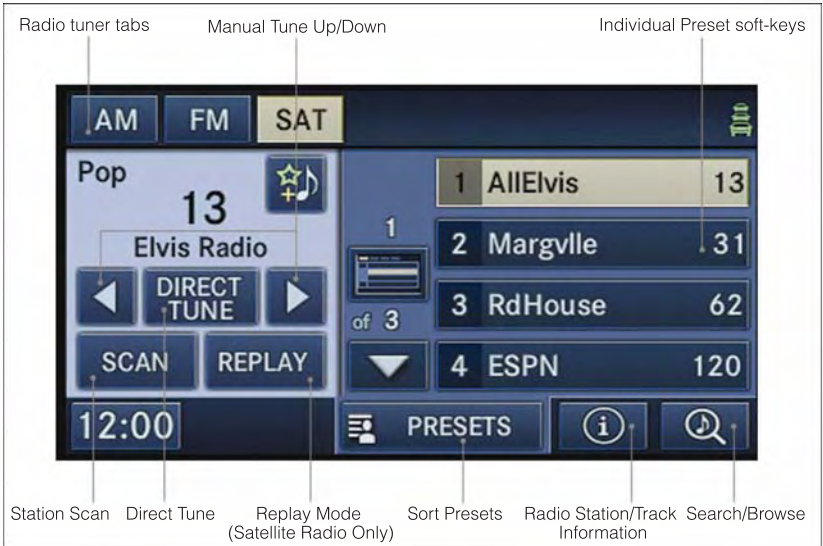 Radio tuner tabs
Manual Tune Up/Down
Individual Preset soft-keys
AM
FM
SAT
Pop
13
Elvis Radio
DIRECT
TUNE
SCAN
REPLAY
12:00
1
of 3
1 AllElvis 13
2 Margvlle 31
3 RdHouse 62
4 ESPN 120
PRESETS
i
Station Scan
Direct Tune
Replay Mode
(Satellite Radio Only)
Sort Presets
Radio Station/Track
Information
Search/Browse